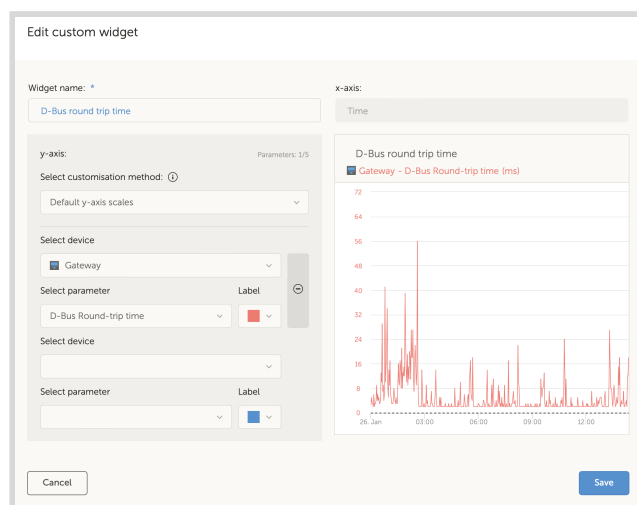 Edit custom widget
Widget name: *
D-Bus round trip time
x-axis:
Time
y-axis:
Parameters: 1/5
Select customisation method:
Default y-axis scales
Select device
Gateway
Select parameter
Label
D-Bus Round-trip time
Select device
Select parameter
Label
D-Bus round trip time
Gateway - D-Bus Round-trip time (ms)
72
64
56
48
40
32
24
16
8
0
26. Jan
03:00
06:00
09:00
12:00
Cancel
Save